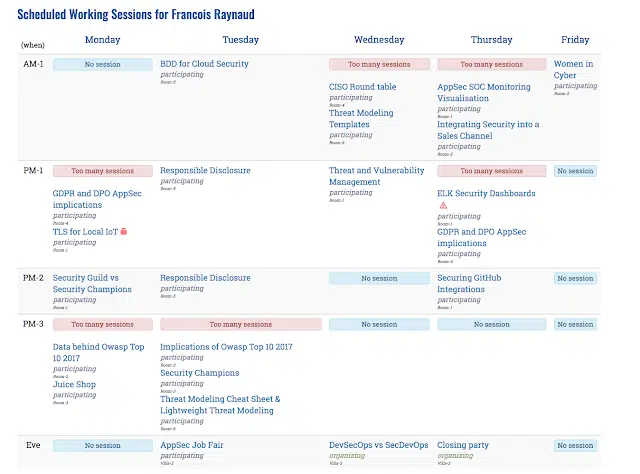 Scheduled Working Sessions for Francois Raynaud
(when)
Monday
Tuesday
Wednesday
Thursday
Friday
AM-1
No session
BDD for Cloud Security
participating
Room-5
Too many sessions
CISO Round table
participating
Room-4
Threat Modeling
Templates
participating
Room-6
Too many sessions
AppSec SOC Monitoring
Visualisation
participating
Room-1
Integrating Security into a
Sales Channel
participating
Room-2
Women in
Cyber
participating
Room-2
PM-1
Too many sessions
GDPR and DPO AppSec
implications
participating
Room-4
TLS for Local IoT
participating
Room-1
Responsible Disclosure
participating
Room-5
Threat and Vulnerability
Management
participating
Room-1
Too many sessions
ELK Security Dashboards
participating
Room-1
GDPR and DPO AppSec
implications
participating
Room-4
No session
PM-2
Security Guild vs
Security Champions
participating
Room-1
Responsible Disclosure
participating
Room-5
No session
Securing GitHub
Integrations
participating
Room-1
No session
PM-3
Too many sessions
Data behind Owasp Top
10 2017
participating
Room-2
Juice Shop
participating
Room-3
Too many sessions
Implications of Owasp Top 10 2017
participating
Room-2
Security Champions
participating
Room-3
Threat Modeling Cheat Sheet &
Lightweight Threat Modeling
participating
Room-6
No session
No session
No session
Eve
No session
AppSec Job Fair
participating
Villa-2
DevSecOps vs SecDevOps
organizing
Villa-3
Closing party
organizing
Villa-2
No session